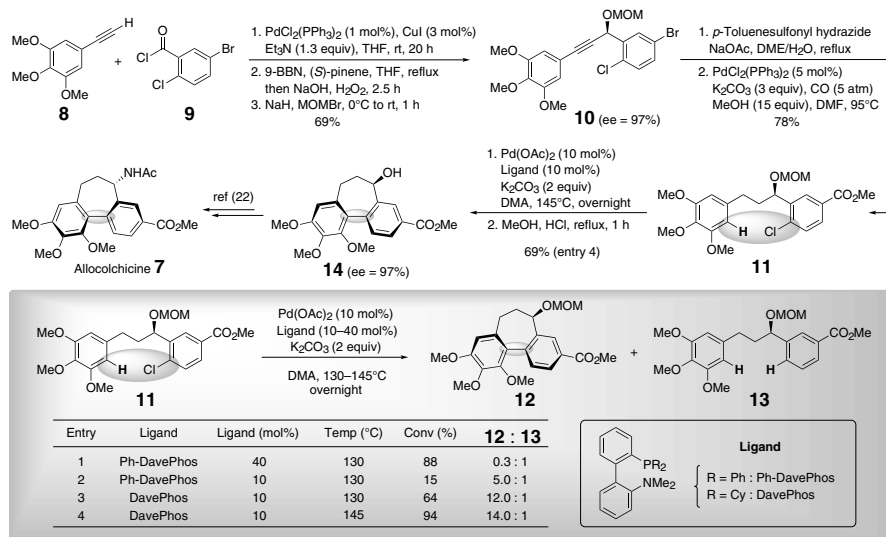 H
MeO
MeO
OMe
8
+
O
Cl
Br
Cl
9
1. PdCl2(PPh3)2 (1 mol%), CuI (3 mol%)
Et3N (1.3 equiv), THF, rt, 20 h
2. 9-BBN, (S)-pinene, THF, reflux
then NaOH, H2O2, 2.5 h
3. NaH, MOMBr, 0°C to rt, 1 h
69%
OMOM
Br
MeO
MeO
OMe
Cl
10 (ee = 97%)
1. p-Toluenesulfonyl hydrazide
NaOAc, DME/H2O, reflux
2. PdCl2(PPh3)2 (5 mol%)
K2CO3 (3 equiv), CO (5 atm)
MeOH (15 equiv), DMF, 95°C
78%
NHAc
MeO
MeO
OMe
CO2Me
Allocolchicine 7
ref (22)
OH
MeO
MeO
OMe
CO2Me
14 (ee = 97%)
1. Pd(OAc)2 (10 mol%)
Ligand (10 mol%)
K2CO3 (2 equiv)
DMA, 145°C, overnight
2. MeOH, HCl, reflux, 1 h
69% (entry 4)
OMOM
MeO
MeO
OMe
H
Cl
CO2Me
11
OMOM
MeO
MeO
OMe
H
Cl
CO2Me
11
Pd(OAc)2 (10 mol%)
Ligand (10–40 mol%)
K2CO3 (2 equiv)
DMA, 130–145°C
overnight
OMOM
MeO
MeO
OMe
CO2Me
12
+
OMOM
MeO
MeO
OMe
H
H
CO2Me
13
Entry Ligand Ligand (mol%) Temp (°C) Conv (%) 12 : 13
1 Ph-DavePhos 40 130 88 0.3 : 1
2 Ph-DavePhos 10 130 15 5.0 : 1
3 DavePhos 10 130 64 12.0 : 1
4 DavePhos 10 145 94 14.0 : 1
Ligand
PR2
NMe2
R = Ph : Ph-DavePhos
R = Cy : DavePhos